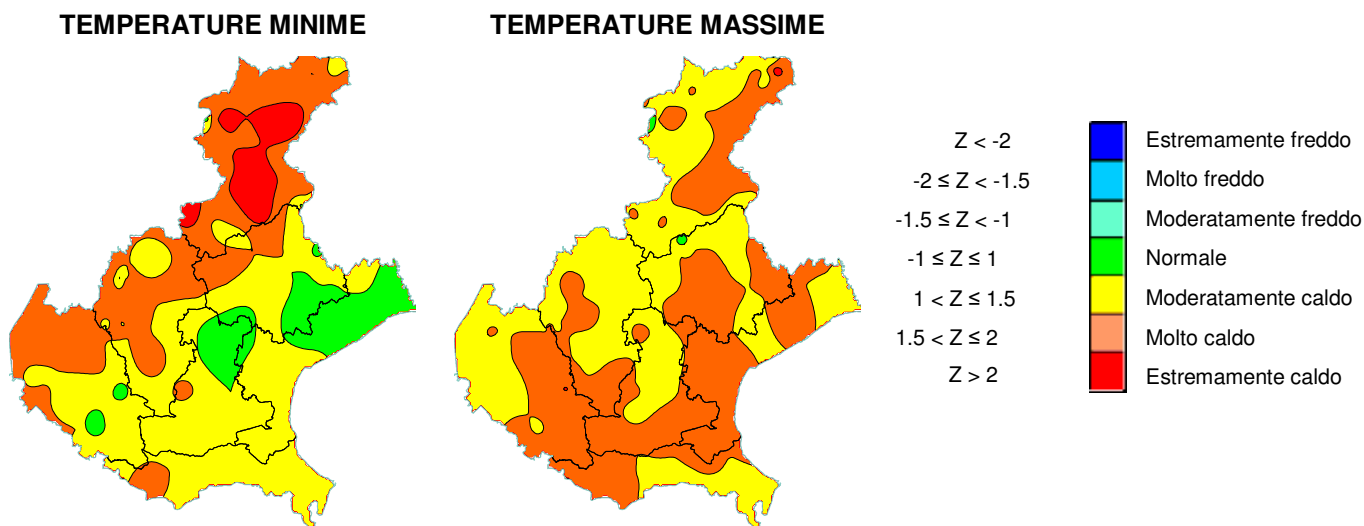 TEMPERATURE MINIME
TEMPERATURE MASSIME
Z < -2 Estremamente freddo
-2 ≤ Z < -1.5 Molto freddo
-1.5 ≤ Z < -1 Moderatamente freddo
-1 ≤ Z ≤ 1 Normale
1 < Z ≤ 1.5 Moderatamente caldo
1.5 < Z ≤ 2 Molto caldo
Z > 2 Estremamente caldo